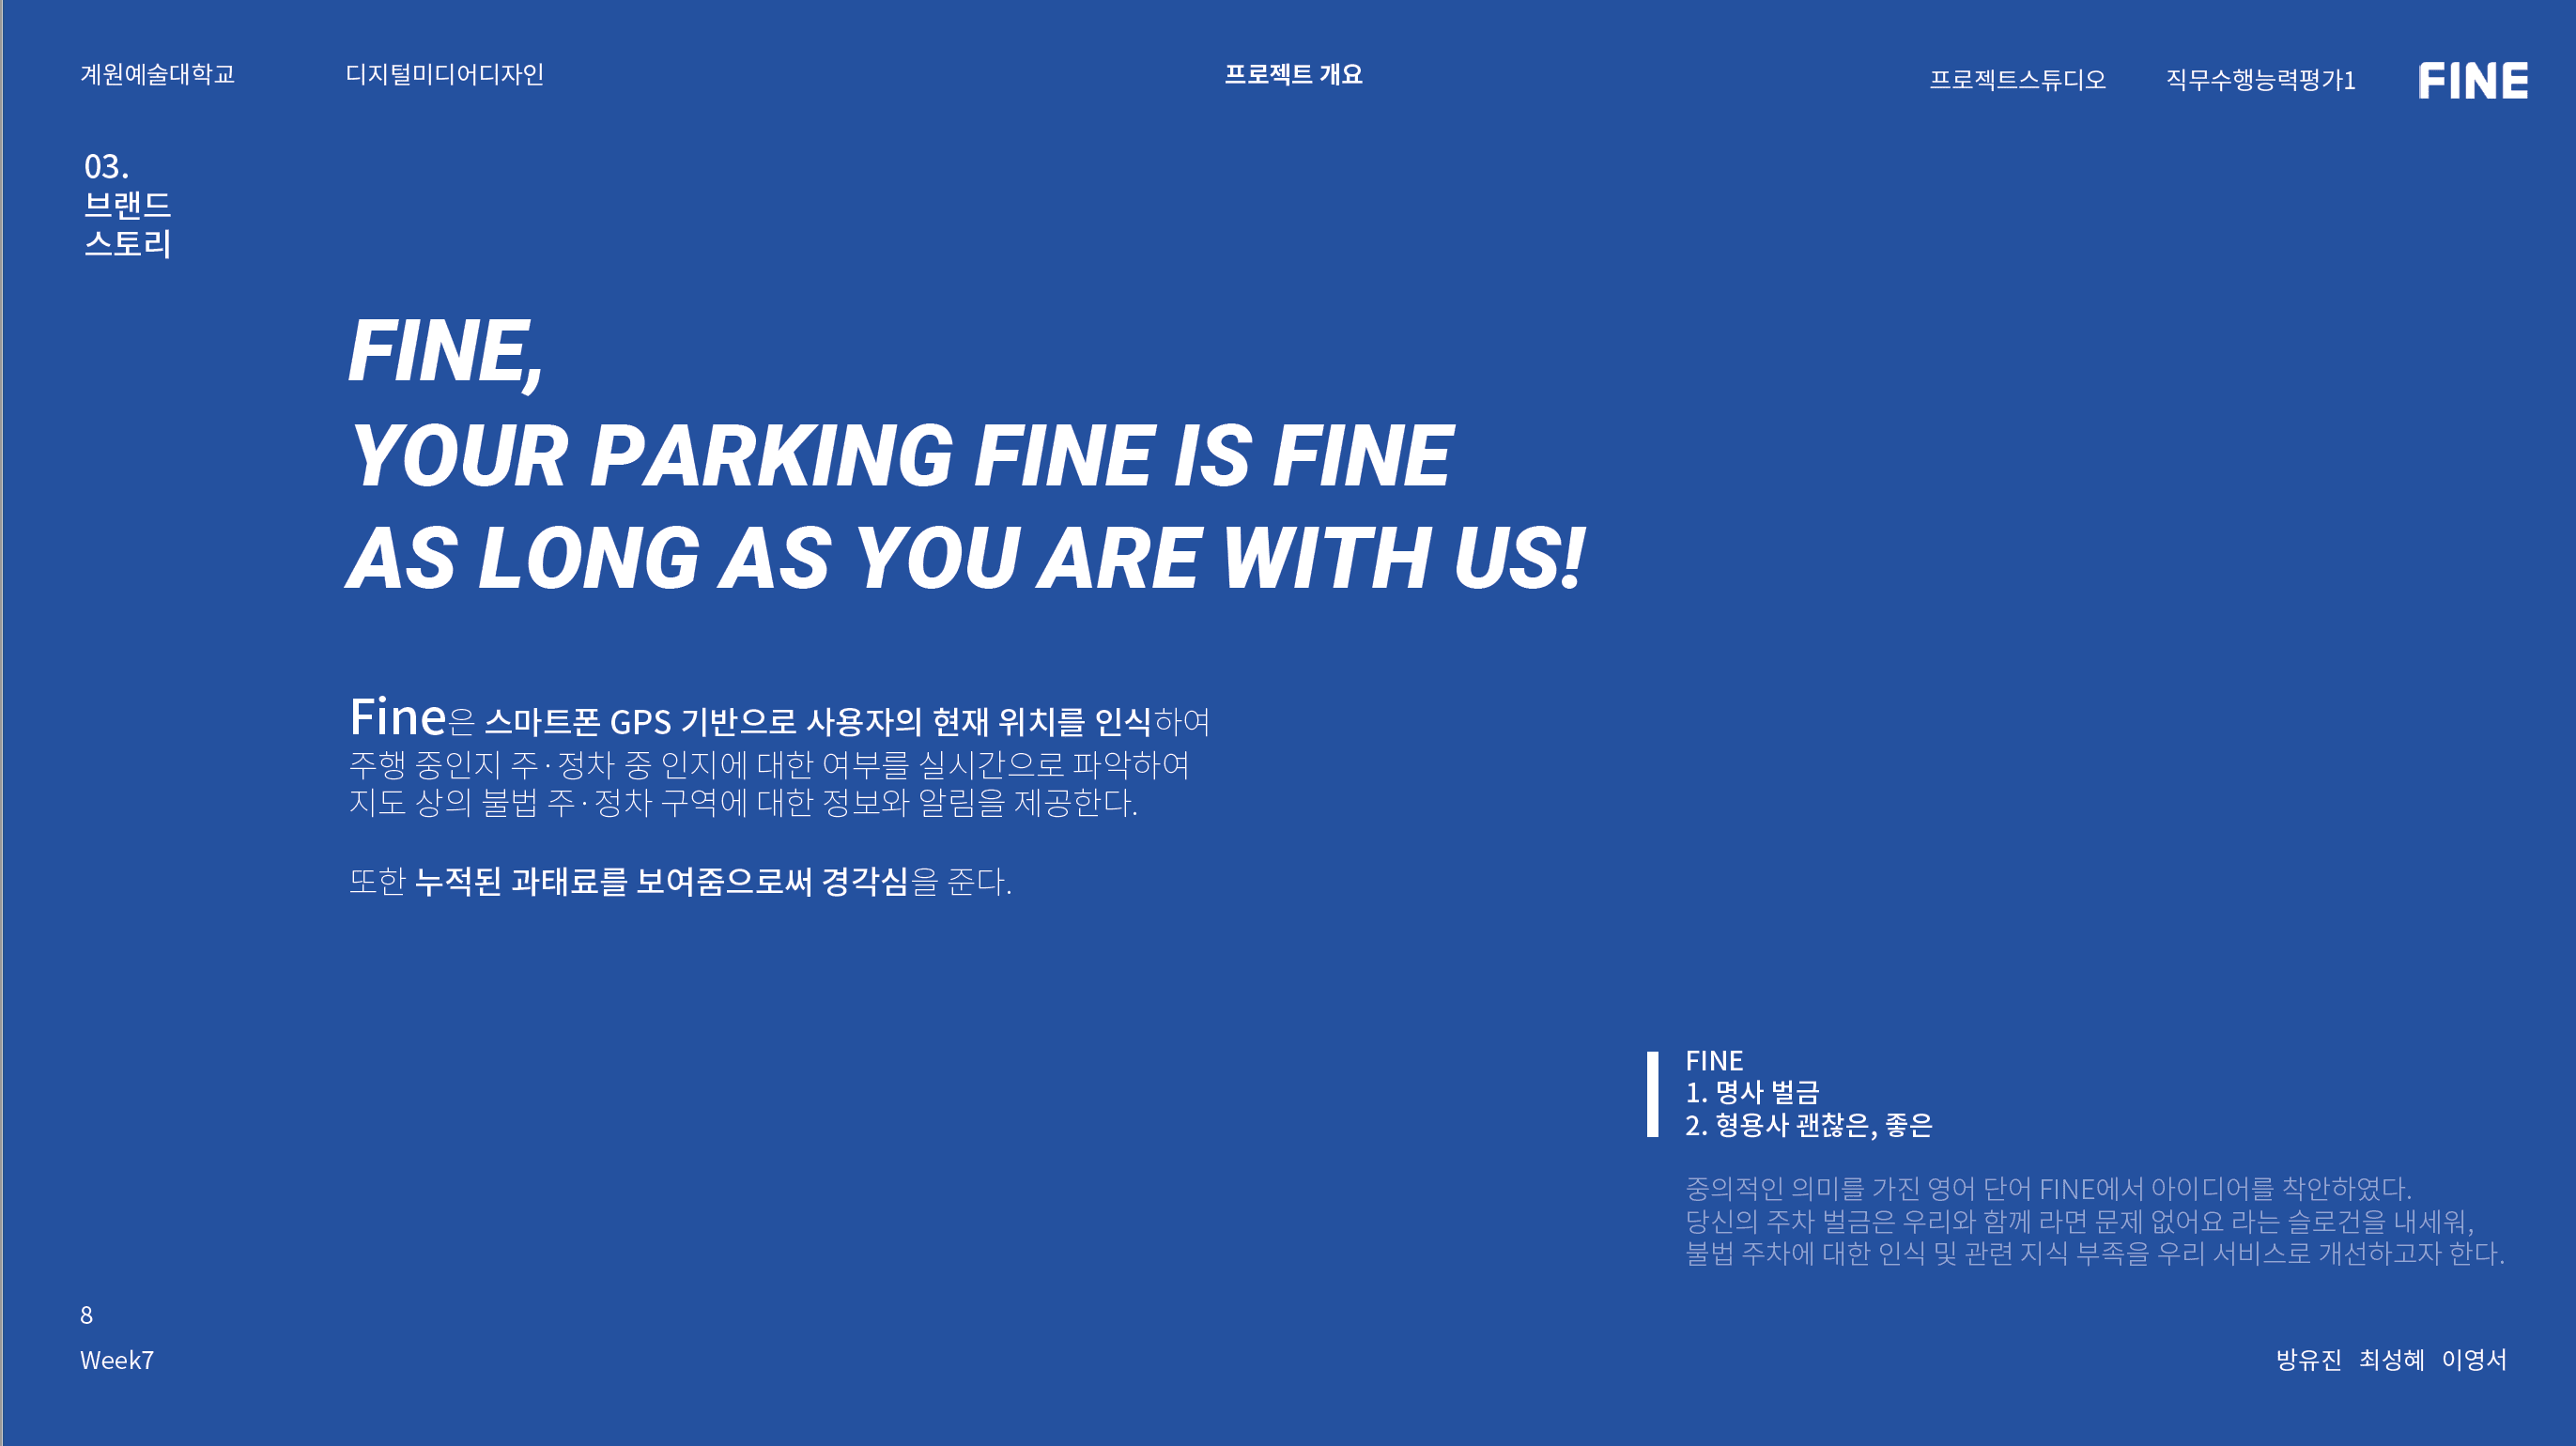 계원예술대학교 디지털미디어디자인 프로젝트 개요 프로젝트스튜디오 직무수행능력평가1 FINE
03.
브랜드
스토리
FINE,
YOUR PARKING FINE IS FINE
AS LONG AS YOU ARE WITH US!
Fine은 스마트폰 GPS 기반으로 사용자의 현재 위치를 인식하여
주행 중인지 주·정차 중 인지에 대한 여부를 실시간으로 파악하여
지도 상의 불법 주·정차 구역에 대한 정보와 알림을 제공한다.
또한 누적된 과태료를 보여줌으로써 경각심을 준다.
FINE
1. 명사 벌금
2. 형용사 괜찮은, 좋은
중의적인 의미를 가진 영어 단어 FINE에서 아이디어를 착안하였다.
당신의 주차 벌금은 우리와 함께 라면 문제 없어요 라는 슬로건을 내세워,
불법 주차에 대한 인식 및 관련 지식 부족을 우리 서비스로 개선하고자 한다.
8
Week7
방유진 최성혜 이영서